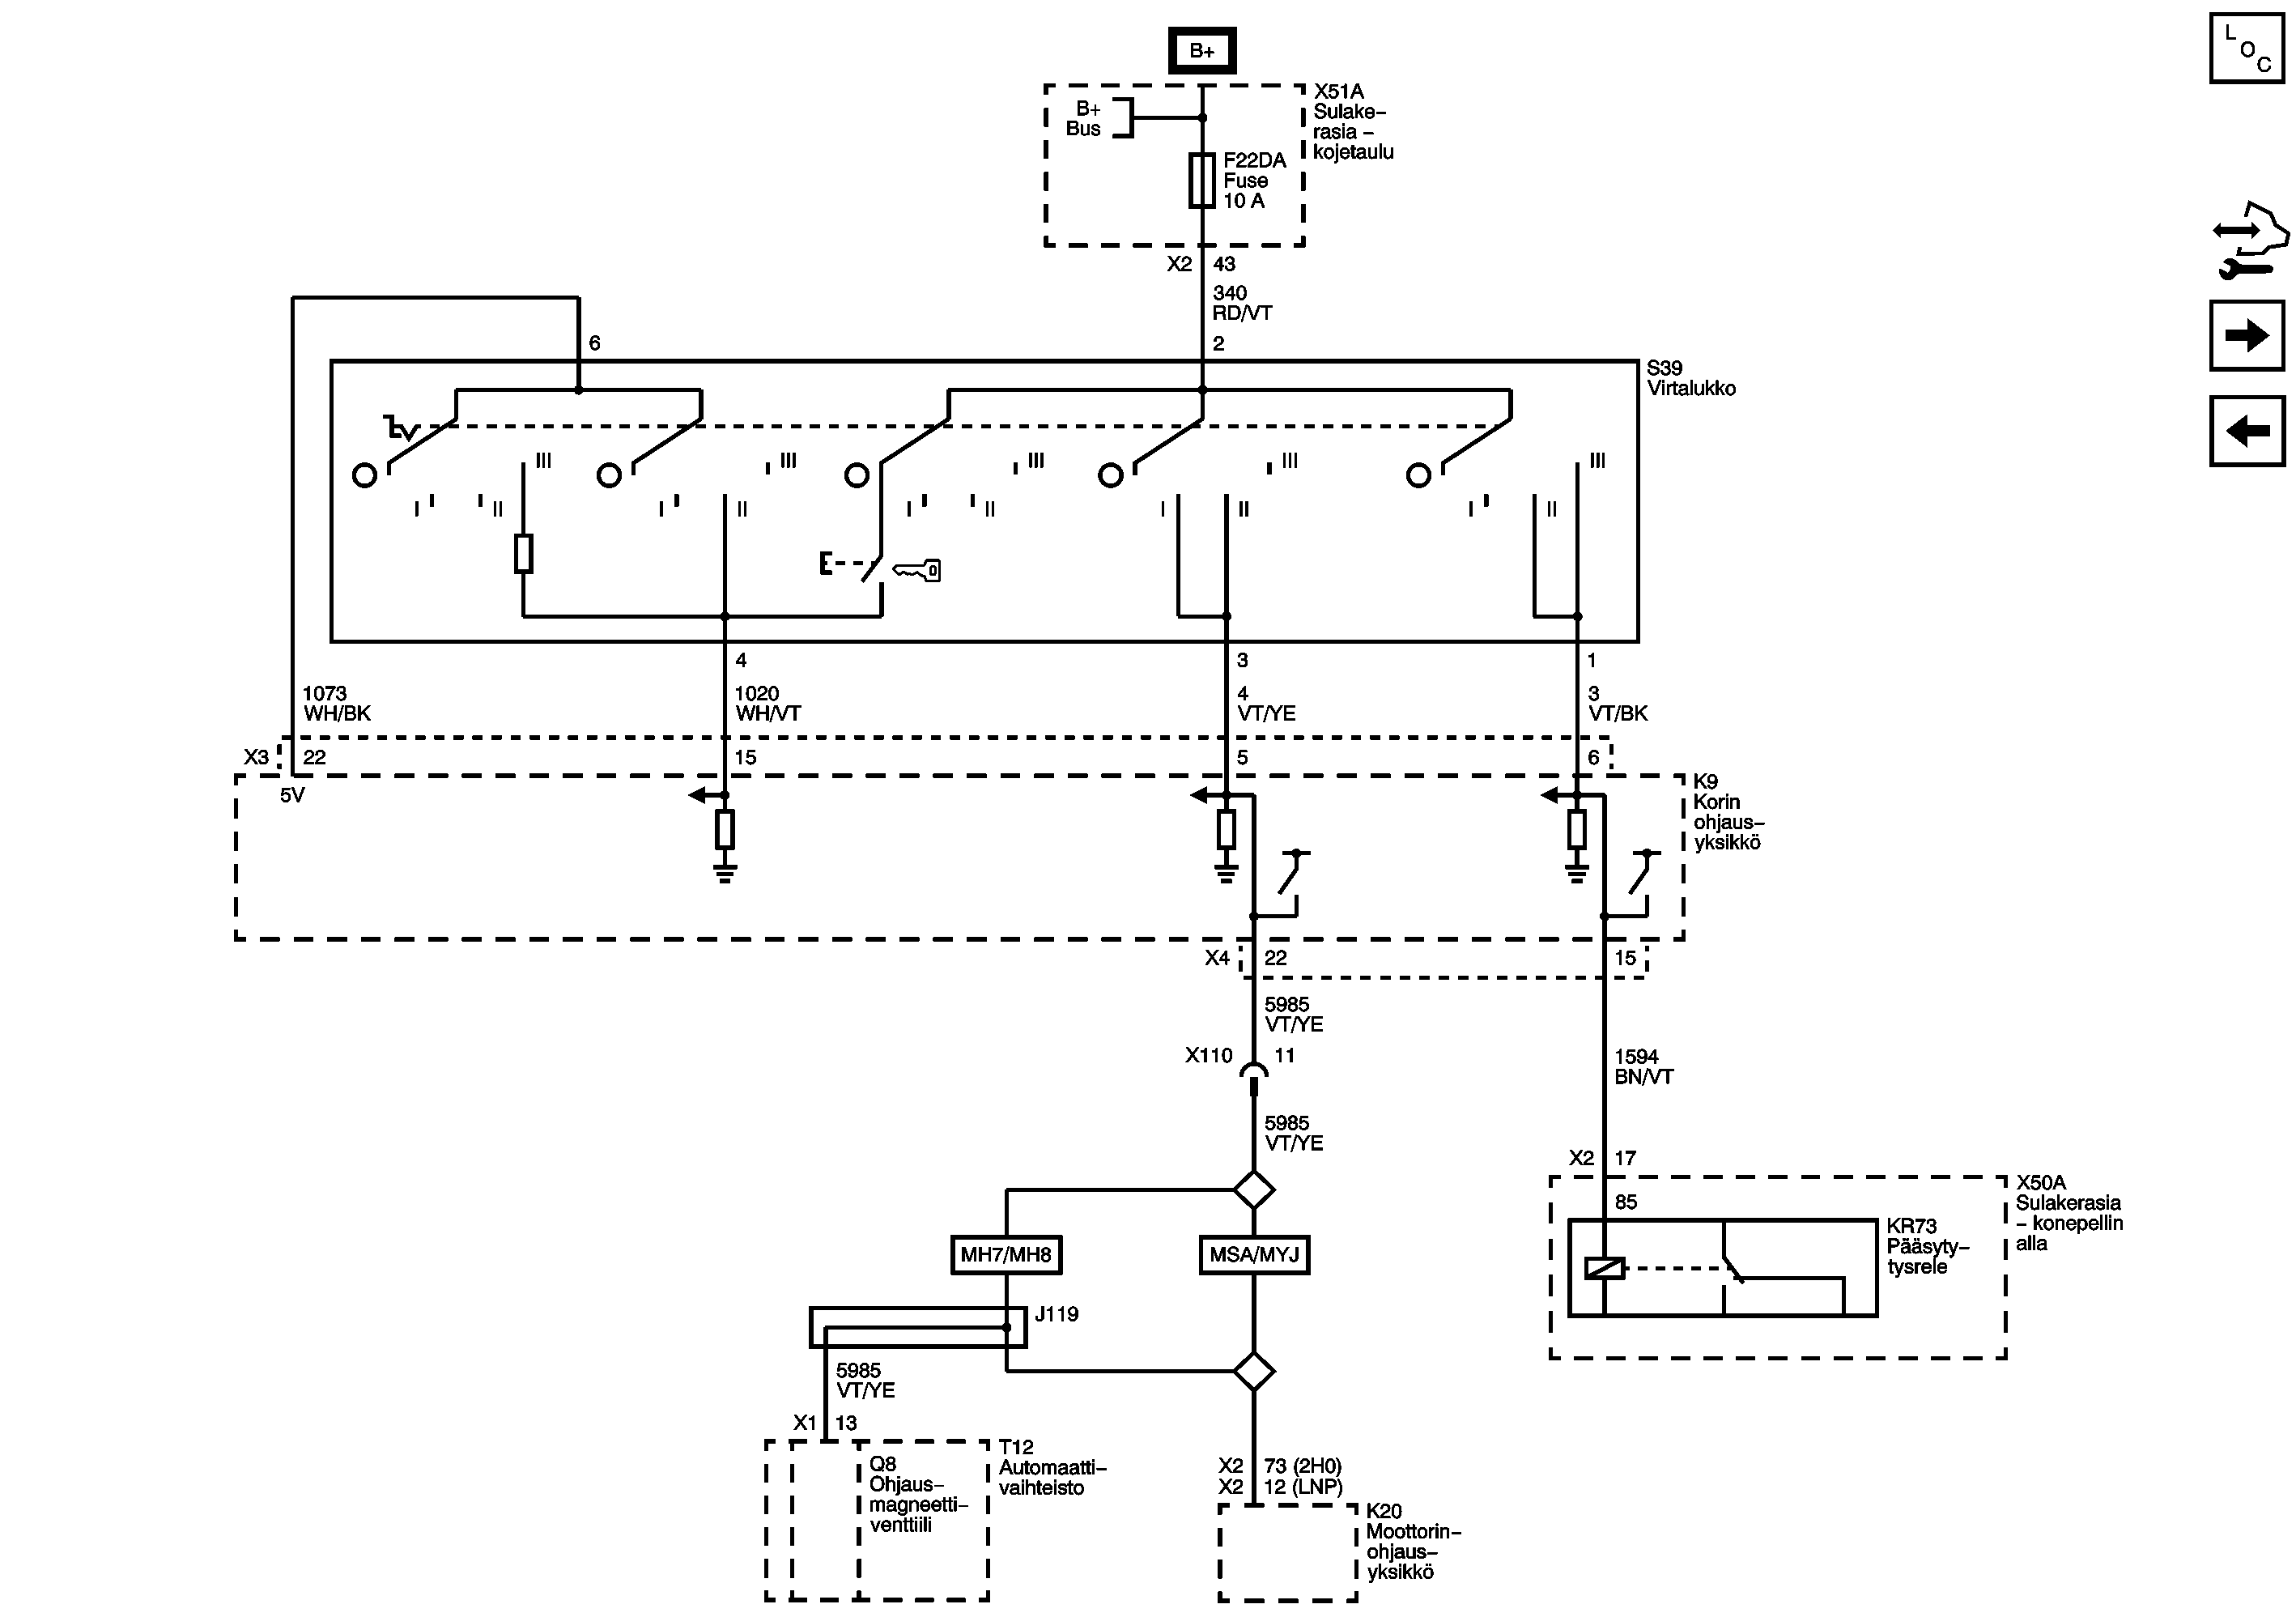 B+
L
O
C
B+
Bus
X51A
Sulake–
rasia –
kojetaulu
F22DA
Fuse
10 A
X2 43
340
RD/VT
6
2
S39
Virtalukko
III
III
III
III
III
I
II
I
II
I
II
I
II
I
II
0
4
3
1
1073
WH/BK
1020
WH/VT
4
VT/YE
3
VT/BK
X3 22
15
5
6
5V
K9
Korin
ohjaus–
yksikkö
X4 22
15
5985
VT/YE
X110 11
1594
BN/VT
5985
VT/YE
X2 17
X50A
Sulakerasia
– konepellin
alla
85
KR73
Pääsyty–
tysrele
MH7/MH8
MSA/MYJ
J119
5985
VT/YE
X1 13
T12
Automaatti–
vaihteisto
Q8
Ohjaus–
magneetti–
venttiili
X2 73 (2H0)
X2 12 (LNP)
K20
Moottorin–
ohjaus–
yksikkö